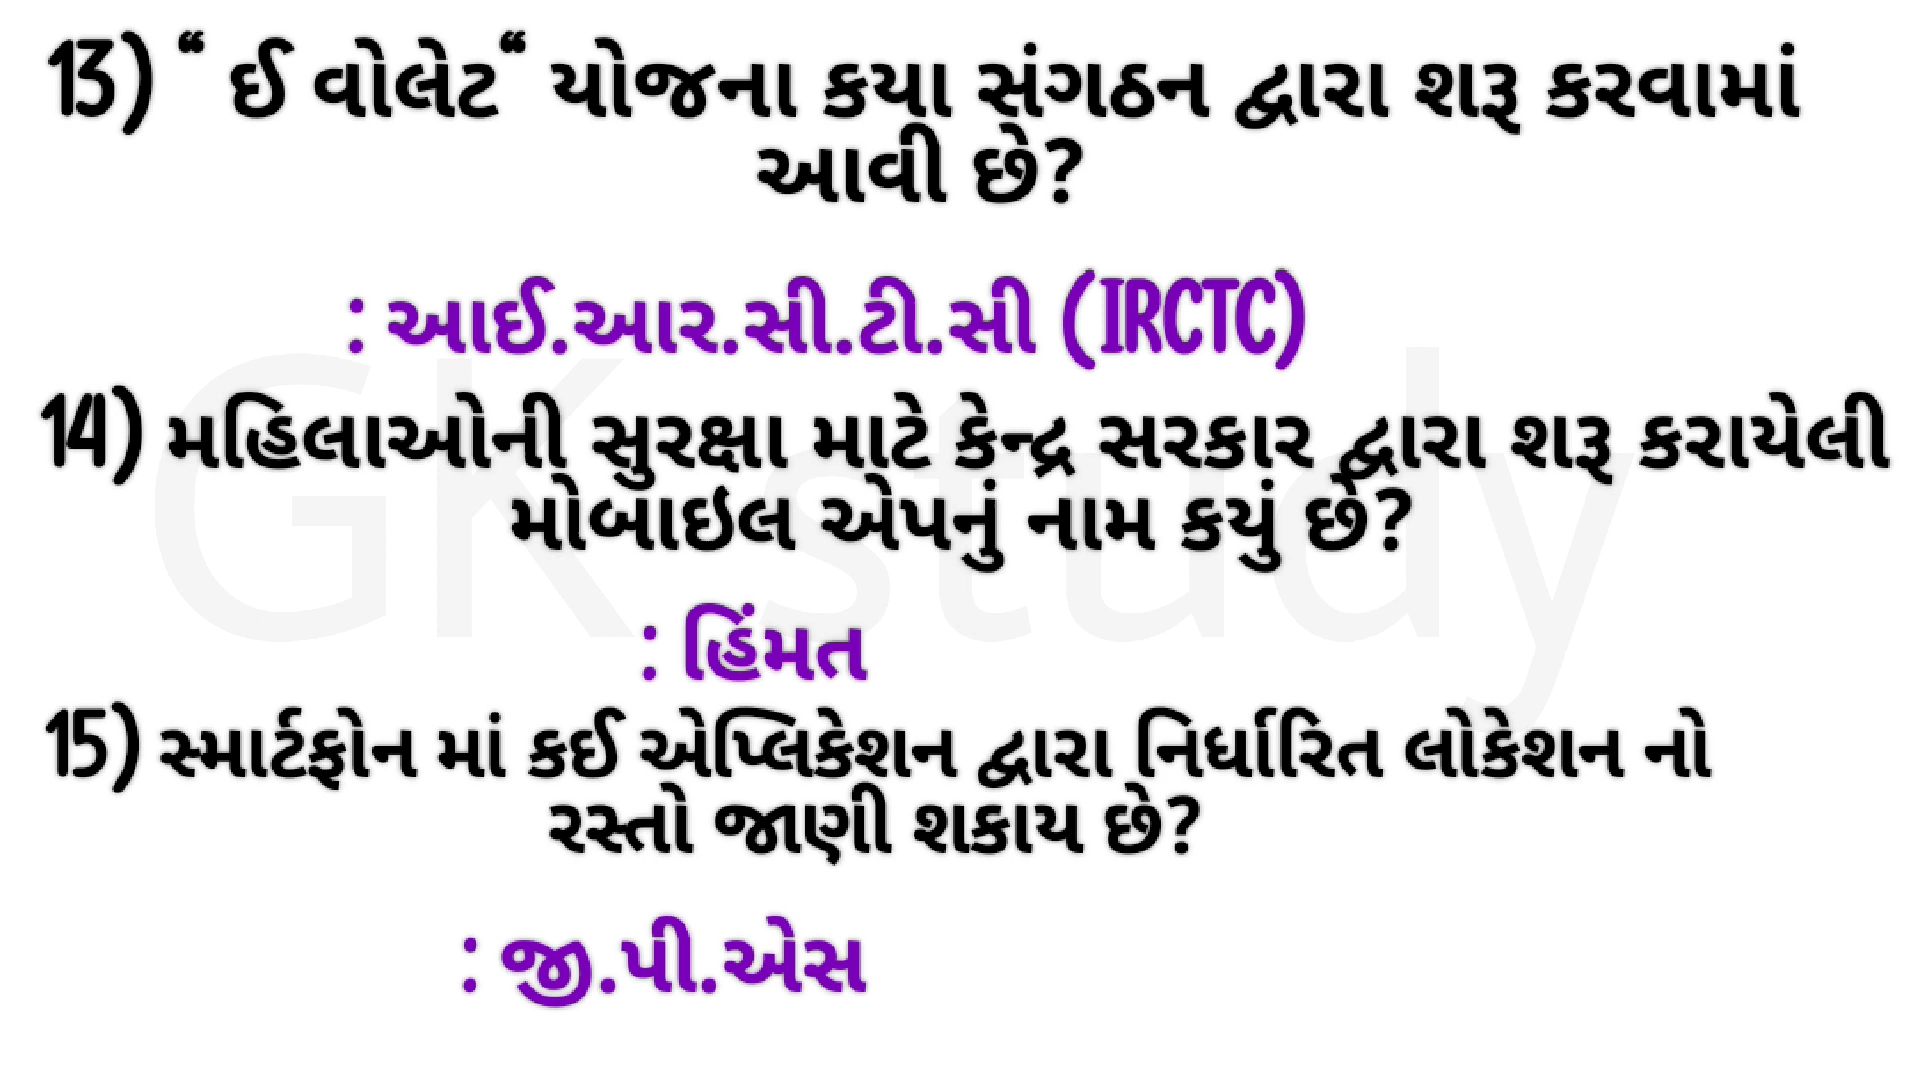 13) “ ઈ વોલેટ“ યોજના કયા સંગઠન દ્વારા શરૂ કરવામાં
આવી છે?
: આઈ.આર.સી.ટી.સી (IRCTC)
14) મહિલાઓની સુરક્ષા માટે કેન્દ્ર સરકાર દ્વારા શરૂ કરાયેલી
મોબાઇલ એપનું નામ કયું છે?
GK study
: હિંમત
15) સ્માર્ટફોન માં કઈ એપ્લિકેશન દ્વારા નિર્ધારિત લોકેશન નો
રસ્તો જાણી શકાય છે?
: જી.પી.એસ